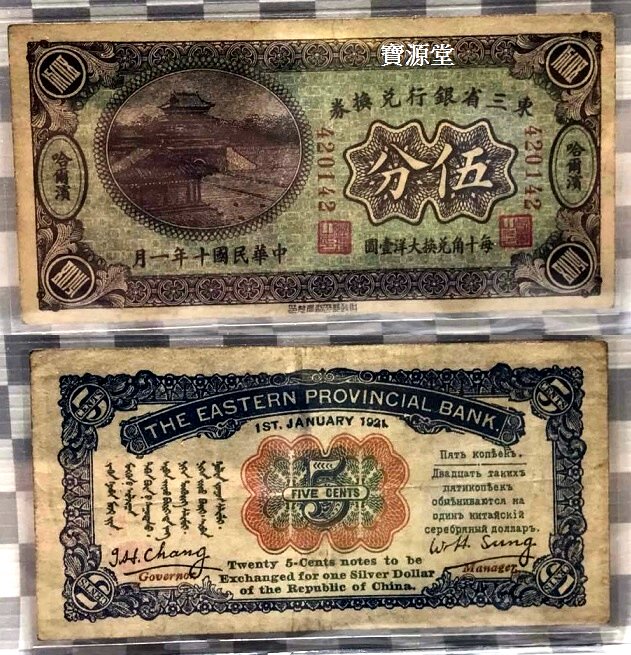 寶源堂
東三省銀行兌換券
420142
420142
哈爾濱
哈爾濱
伍分
每十角兌換大洋壹圓
中華民國十年一月
THE EASTERN PROVINCIAL BANK.
1ST. JANUARY 1921.
5
FIVE CENTS
Пять копѣекъ.
Двадцать такихъ
пятикопѣекъ
обмѣниваются на
одинъ китайскій
серебряный долларъ.
J.H. Chang
Governor
W.H. Sung
Manager
Twenty 5-Cents notes to be
Exchanged for one Silver Dollar
of the Republic of China.